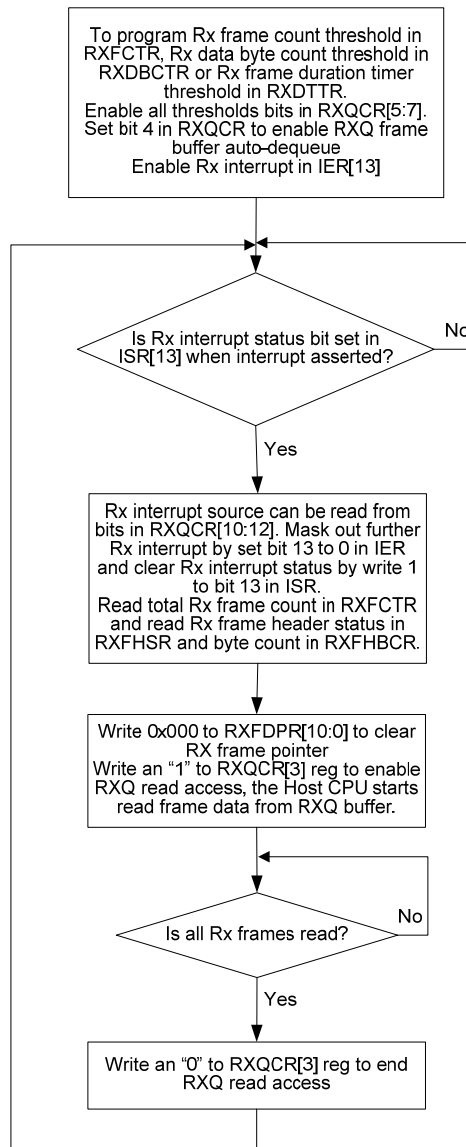 To program Rx frame count threshold in
RXFCTR, Rx data byte count threshold in
RXDBCTR or Rx frame duration timer
threshold in RXDTTR.
Enable all thresholds bits in RXQCR[5:7].
Set bit 4 in RXQCR to enable RXQ frame
buffer auto-dequeue
Enable Rx interrupt in IER[13]
Is Rx interrupt status bit set in
ISR[13] when interrupt asserted?
No
Yes
Rx interrupt source can be read from
bits in RXQCR[10:12]. Mask out further
Rx interrupt by set bit 13 to 0 in IER
and clear Rx interrupt status by write 1
to bit 13 in ISR.
Read total Rx frame count in RXFCTR
and read Rx frame header status in
RXFHSR and byte count in RXFHBCR.
Write 0x000 to RXFDPR[10:0] to clear
RX frame pointer
Write an “1” to RXQCR[3] reg to enable
RXQ read access, the Host CPU starts
read frame data from RXQ buffer.
Is all Rx frames read?
No
Yes
Write an “0” to RXQCR[3] reg to end
RXQ read access